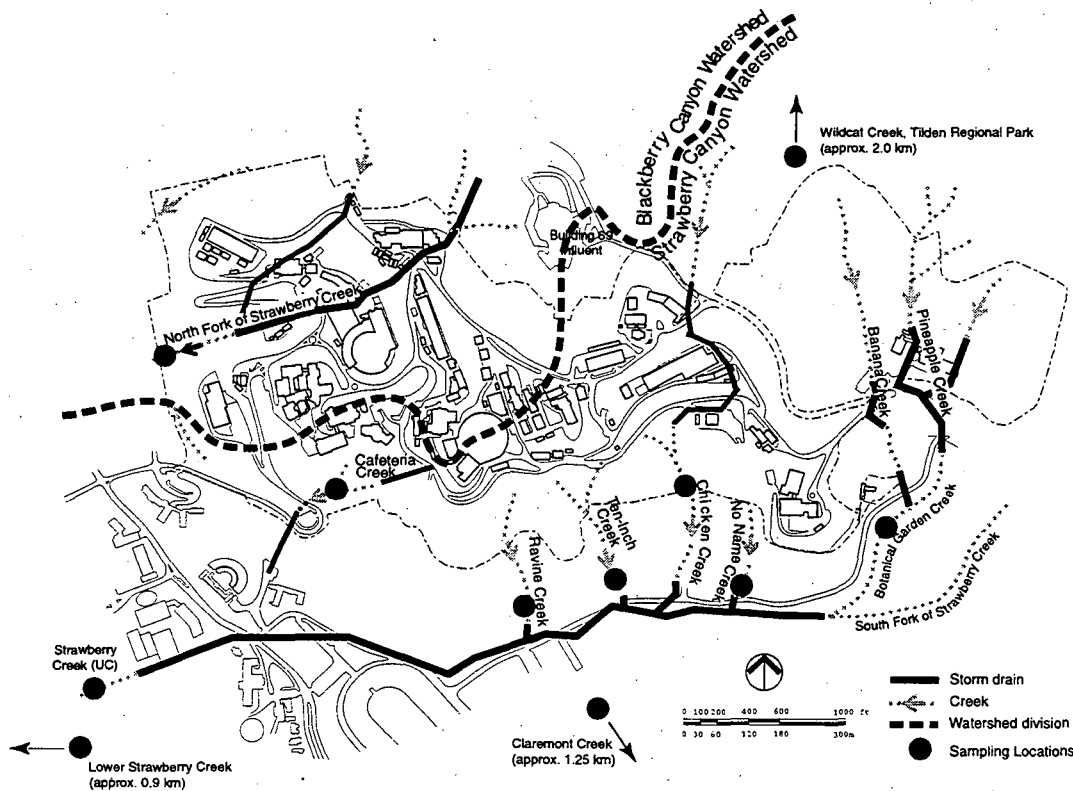 Blackberry Canyon Watershed
Strawberry Canyon Watershed
Wildcat Creek, Tilden Regional Park
(approx. 2.0 km)
Building 69
Influent
North Fork of Strawberry Creek
Banana Creek
Pineapple Creek
Cafeteria
Creek
Ten-Inch
Creek
Chicken Creek
No Name Creek
Ravine Creek
Botanical Garden Creek
South Fork of Strawberry Creek
Strawberry
Creek (UC)
Lower Strawberry Creek
(approx. 0.9 km)
Claremont Creek
(approx. 1.25 km)
0 100 200 400 600 1000 ft
0 30 60 120 180 300m
Storm drain
Creek
Watershed division
Sampling Locations